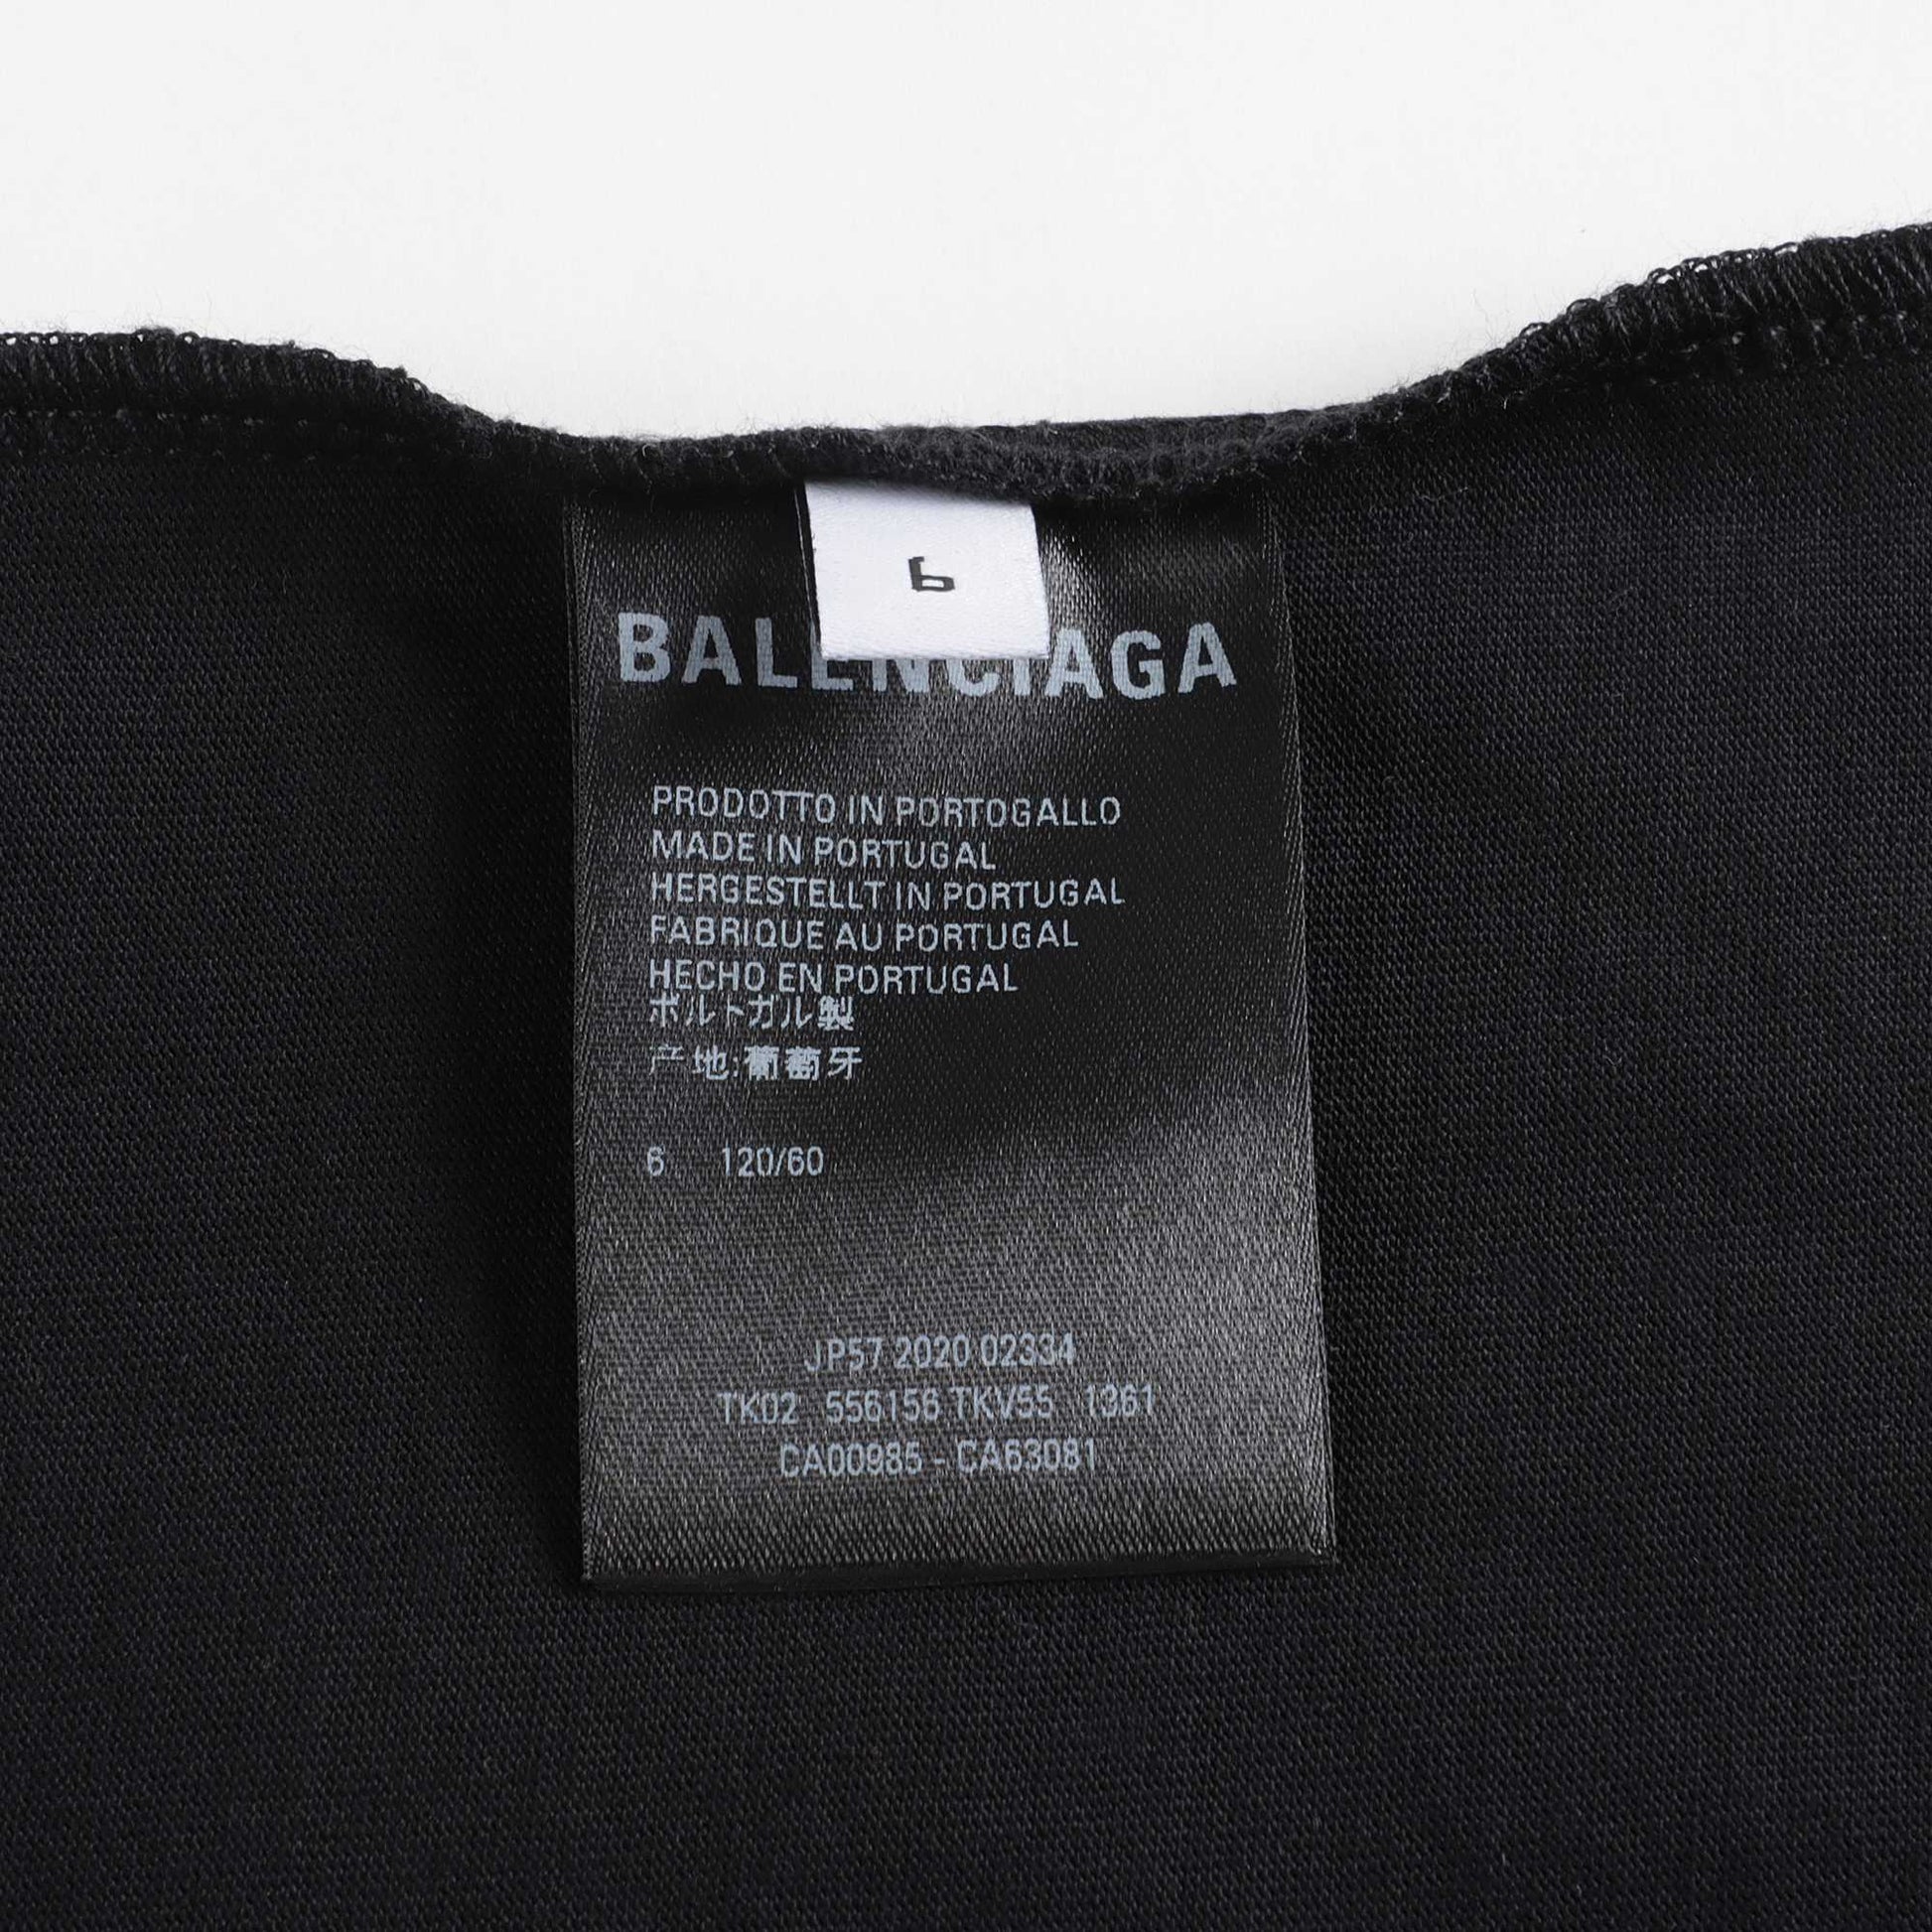 6
BALENCIAGA
PRODOTTO IN PORTOGALLO
MADE IN PORTUGAL
HERGESTELLT IN PORTUGAL
FABRIQUE AU PORTUGAL
HECHO EN PORTUGAL
ポルトガル製
产地:葡萄牙
6 120/60
JP57 2020 02334
TK02 556156 TKV55 1361
CA00985 - CA63081